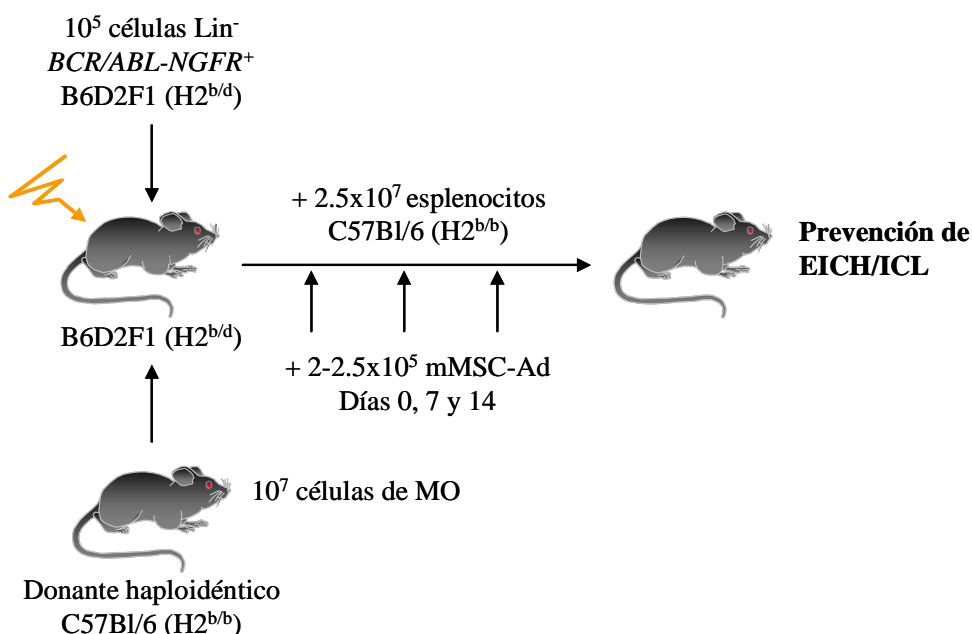 10⁵ células Lin⁻
BCR/ABL-NGFR⁺
B6D2F1 (H2ᵇ/ᵈ)
+ 2.5x10⁷ esplenocitos
C57Bl/6 (H2ᵇ/ᵇ)
Prevención de
EICH/ICL
B6D2F1 (H2ᵇ/ᵈ)
+ 2-2.5x10⁵ mMSC-Ad
Días 0, 7 y 14
10⁷ células de MO
Donante haploidéntico
C57Bl/6 (H2ᵇ/ᵇ)